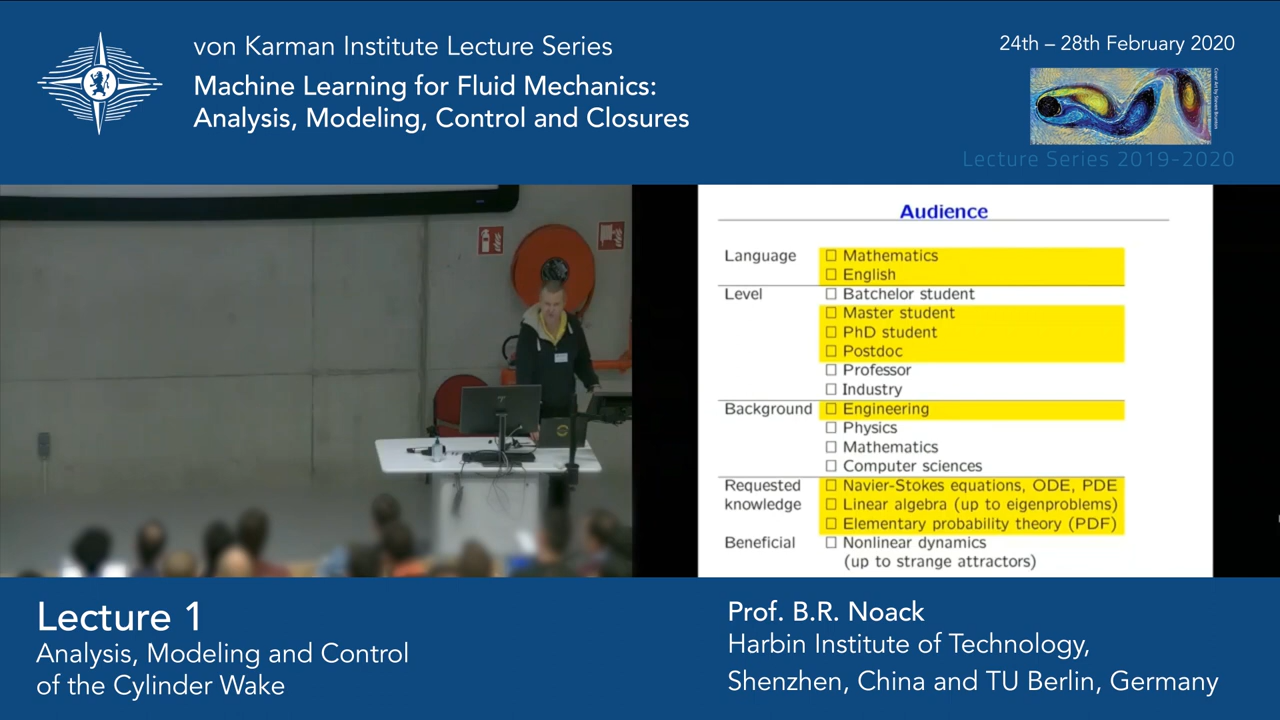 von Karman Institute Lecture Series
Machine Learning for Fluid Mechanics:
Analysis, Modeling, Control and Closures
24th – 28th February 2020
Lecture Series 2019-2020
Audience
Language ☐ Mathematics
☐ English
Level ☐ Batchelor student
☐ Master student
☐ PhD student
☐ Postdoc
☐ Professor
☐ Industry
Background ☐ Engineering
☐ Physics
☐ Mathematics
☐ Computer sciences
Requested ☐ Navier-Stokes equations, ODE, PDE
knowledge ☐ Linear algebra (up to eigenproblems)
☐ Elementary probability theory (PDF)
Beneficial ☐ Nonlinear dynamics
(up to strange attractors)
Lecture 1
Analysis, Modeling and Control
of the Cylinder Wake
Prof. B.R. Noack
Harbin Institute of Technology,
Shenzhen, China and TU Berlin, Germany